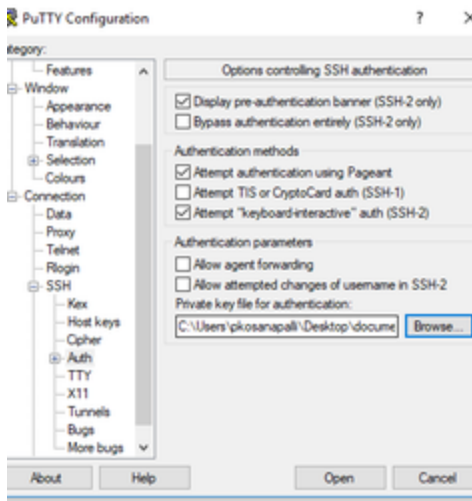 PuTTY Configuration
? X
ategory:
Features
Window
Appearance
Behaviour
Translation
Selection
Colours
Connection
Data
Proxy
Telnet
Rlogin
SSH
Kex
Host keys
Cipher
Auth
TTY
X11
Tunnels
Bugs
More bugs
Options controlling SSH authentication
Display pre-authentication banner (SSH-2 only)
Bypass authentication entirely (SSH-2 only)
Authentication methods
Attempt authentication using Pageant
Attempt TIS or CryptoCard auth (SSH-1)
Attempt "keyboard-interactive" auth (SSH-2)
Authentication parameters
Allow agent forwarding
Allow attempted changes of username in SSH-2
Private key file for authentication:
C:\Users\pkosanapalli\Desktop\docume Browse...
About Help Open Cancel